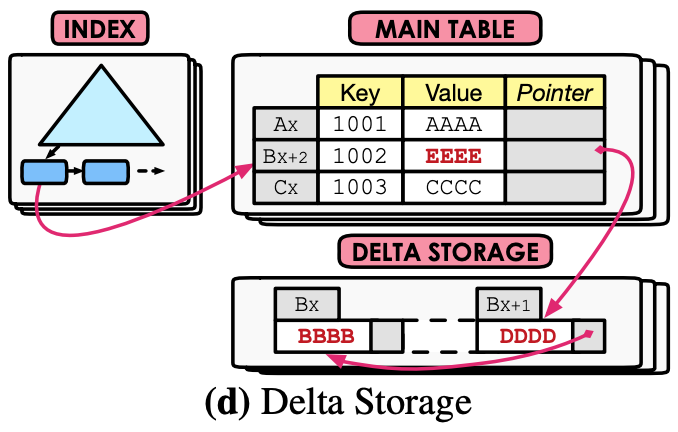 INDEX
MAIN TABLE
Key Value Pointer
Ax 1001 AAAA
Bx+2 1002 EEEE
Cx 1003 CCCC
DELTA STORAGE
Bx Bx+1
BBBB DDDD
(d) Delta Storage